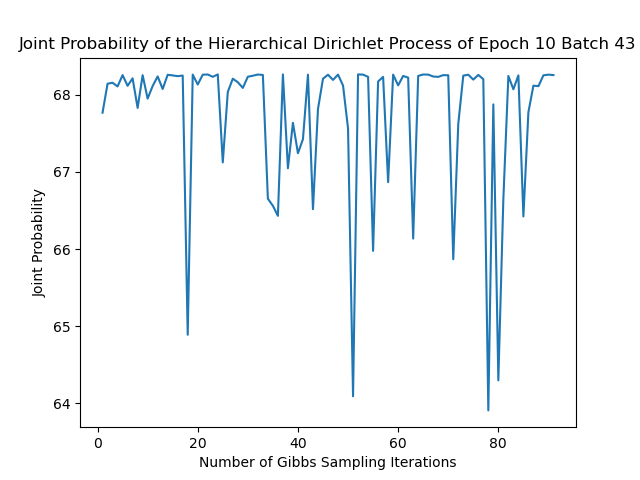 Joint Probability of the Hierarchical Dirichlet Process of Epoch 10 Batch 43
68
67
66
65
64
Joint Probability
0 20 40 60 80
Number of Gibbs Sampling Iterations